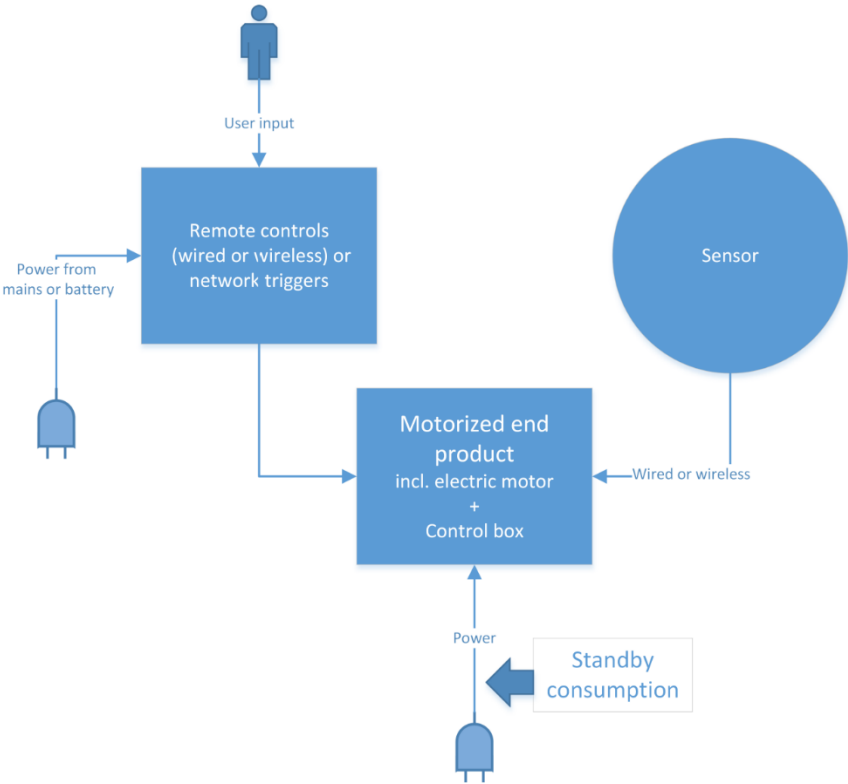 User input
Remote controls
(wired or wireless) or
network triggers
Sensor
Power from
mains or battery
Motorized end
product
incl. electric motor
+
Control box
Wired or wireless
Power
Standby
consumption